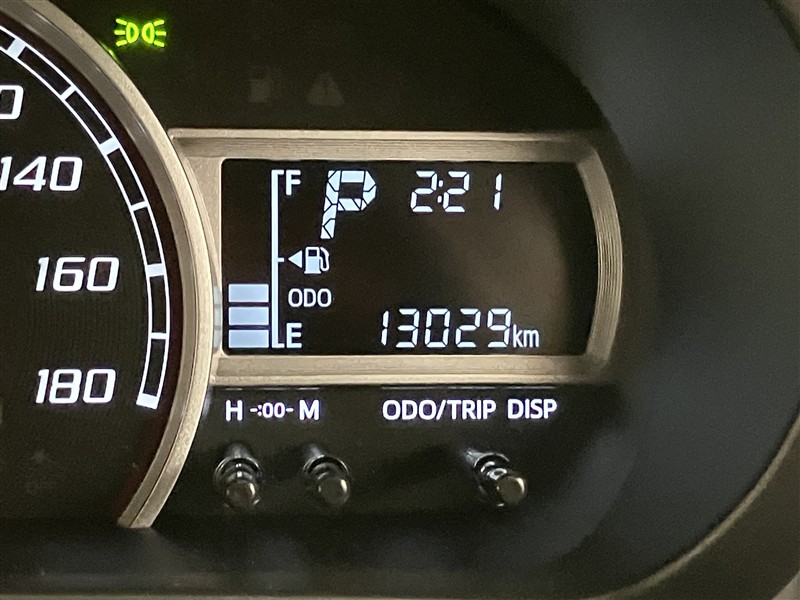 140
160
180
F P 2:21
ODO
E 13029km
H -:00- M ODO/TRIP DISP